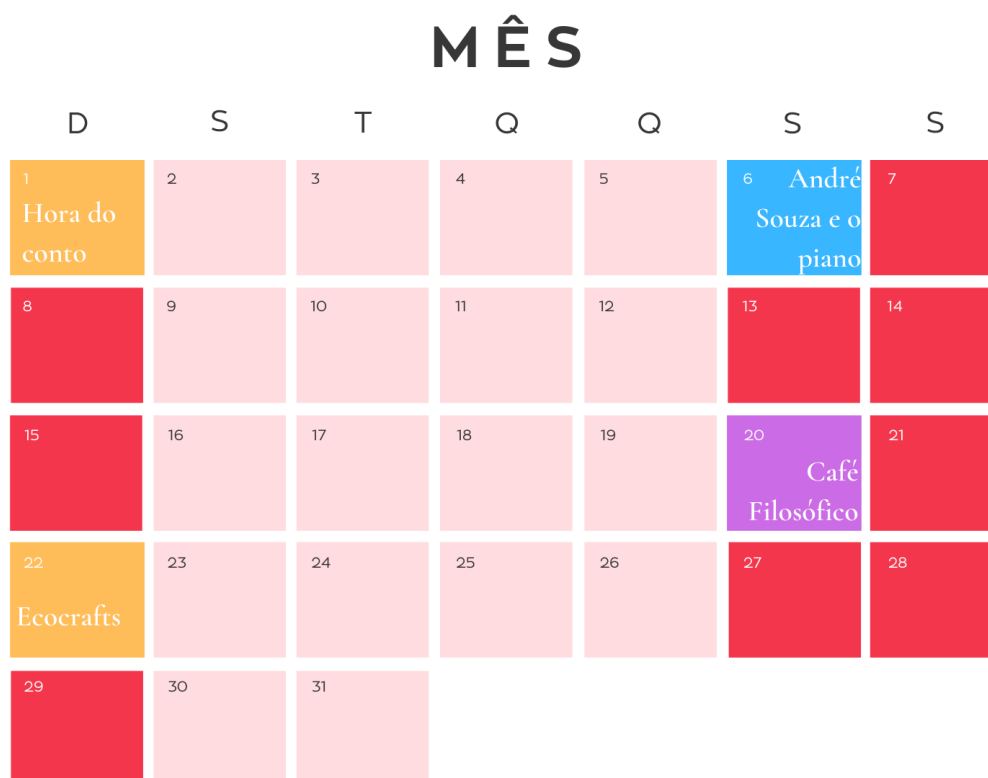 MÊS
D S T Q Q S S
1 2 3 4 5 6 7
Hora do
conto
André
Souza e o
piano
8 9 10 11 12 13 14
15 16 17 18 19 20 21
Café
Filosófico
22 23 24 25 26 27 28
Ecocrafts
29 30 31